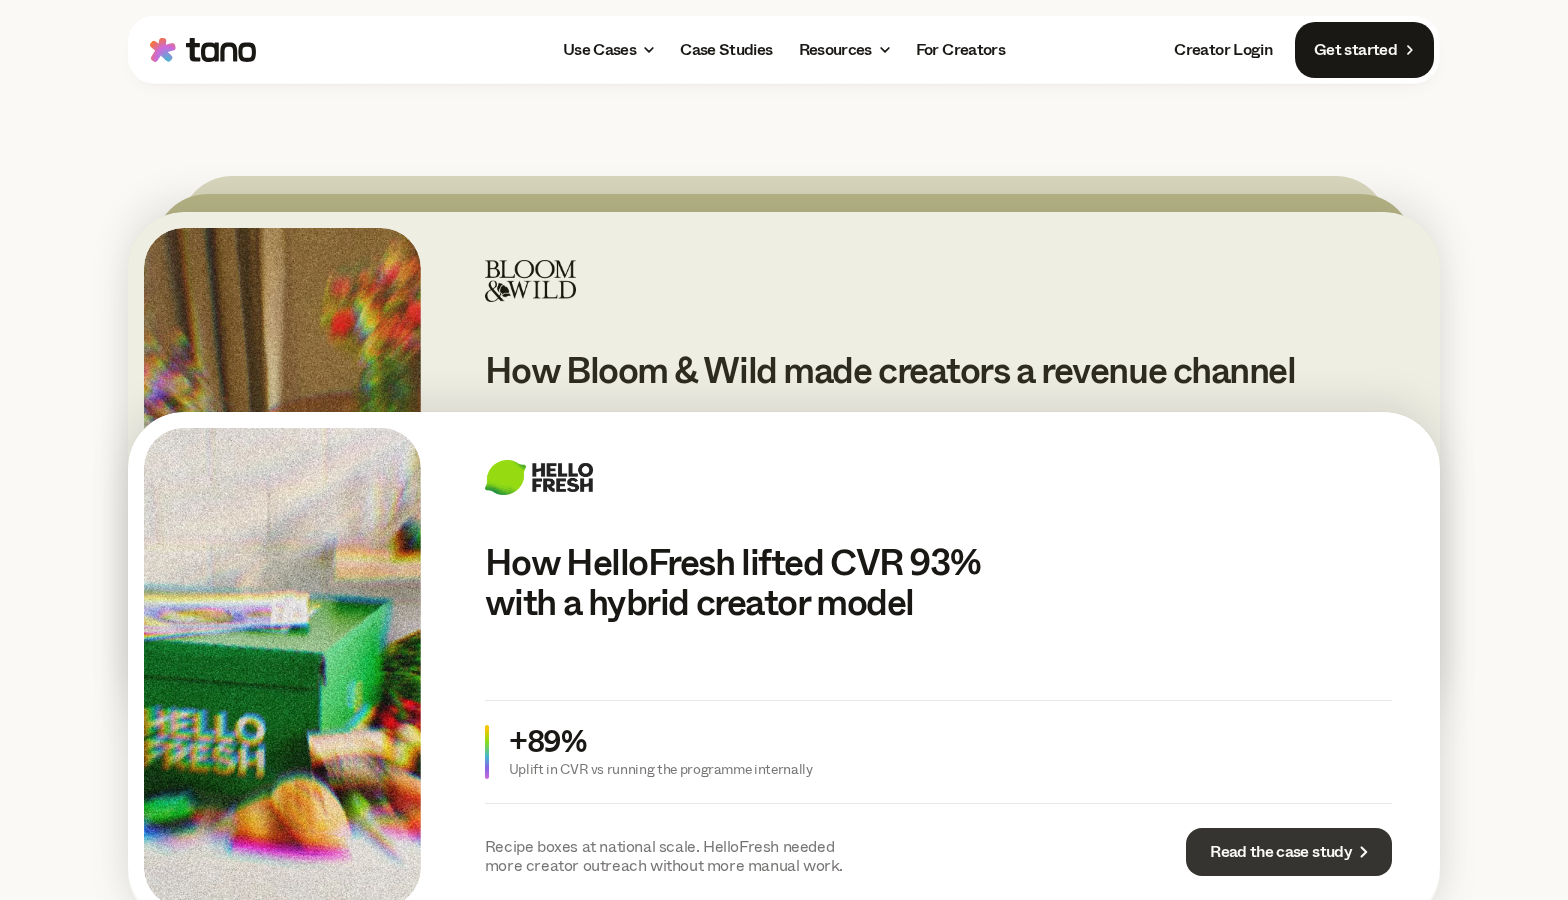 tano
Use Cases
Case Studies
Resources
For Creators
Creator Login
Get started
BLOOM
&WILD
How Bloom & Wild made creators a revenue channel
HELLO
FRESH
How HelloFresh lifted CVR 93%
with a hybrid creator model
HELLO
FRESH
+89%
Uplift in CVR vs running the programme internally
Recipe boxes at national scale. HelloFresh needed
more creator outreach without more manual work.
Read the case study